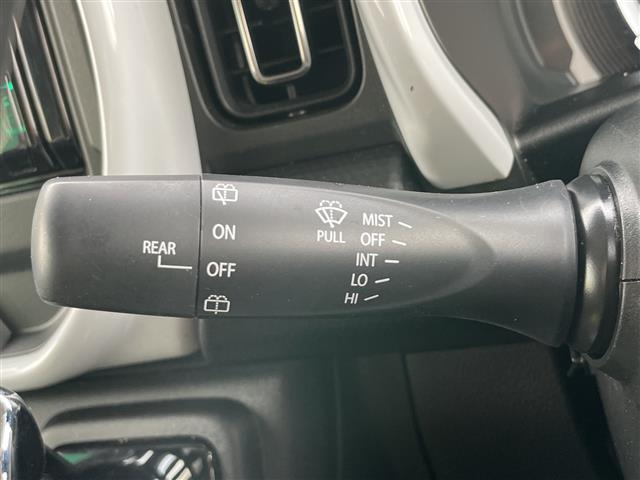 REAR
ON
OFF
PULL
MIST
OFF
INT
LO
HI